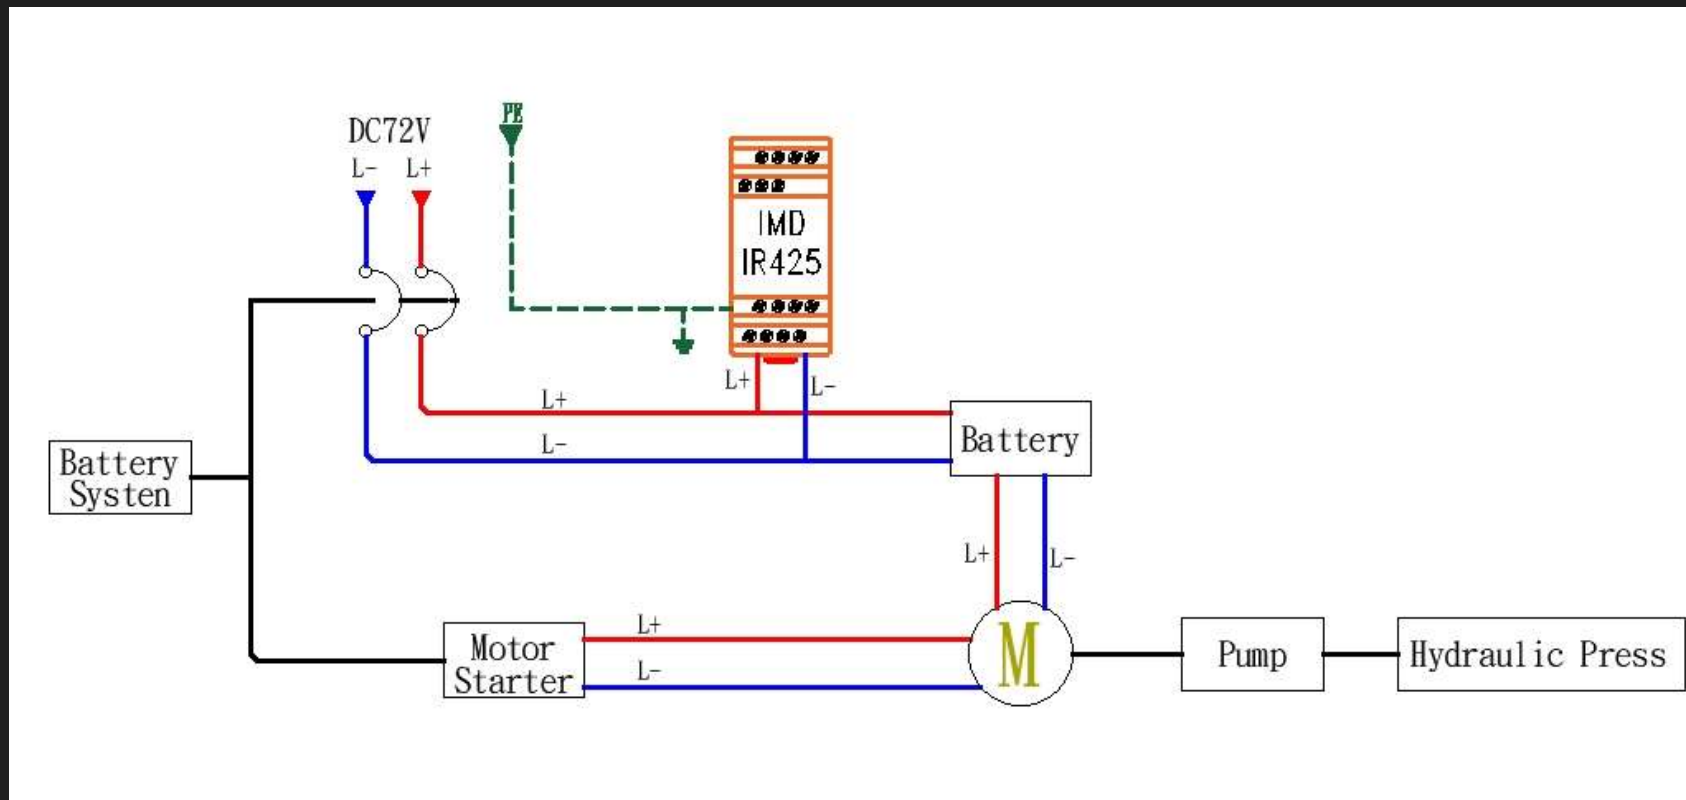 DC72V
L-
L+
PE
IMD
IR425
L+
L-
L+
L-
Battery
Battery
Systen
L+
L-
L+
L-
Motor
Starter
M
Pump
Hydraulic Press